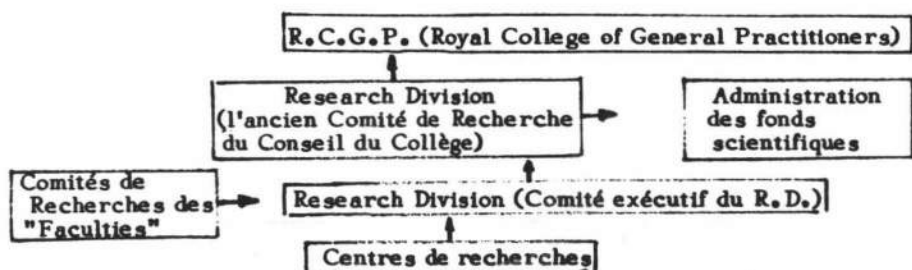 R.C.G.P. (Royal College of General Practitioners)
Research Division
(l'ancien Comité de Recherche
du Conseil du Collège)
Administration
des fonds
scientifiques
Comités de
Recherches des
"Faculties"
Research Division (Comité exécutif du R.D.)
Centres de recherches